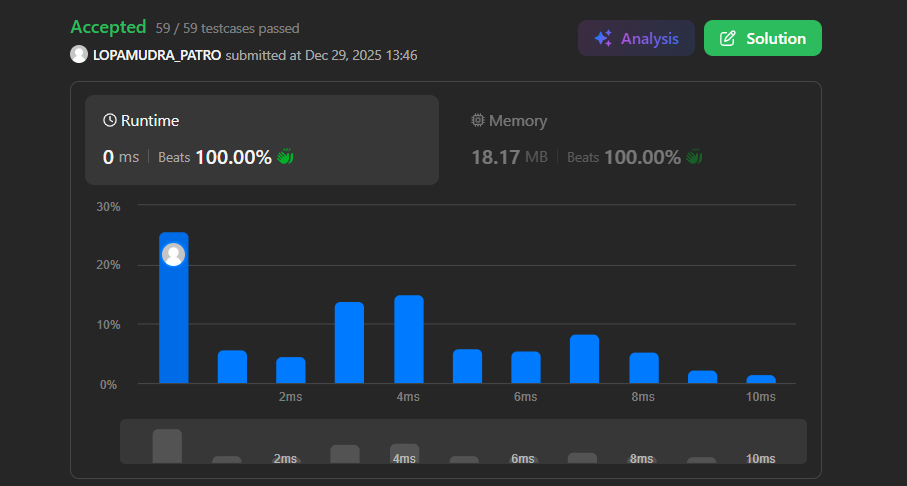 Accepted 59 / 59 testcases passed
LOPAMUDRA_PATRO submitted at Dec 29, 2025 13:46
Analysis
Solution
Runtime
0 ms | Beats 100.00%
Memory
18.17 MB | Beats 100.00%
30%
20%
10%
0%
2ms 4ms 6ms 8ms 10ms
2ms 4ms 6ms 8ms 10ms